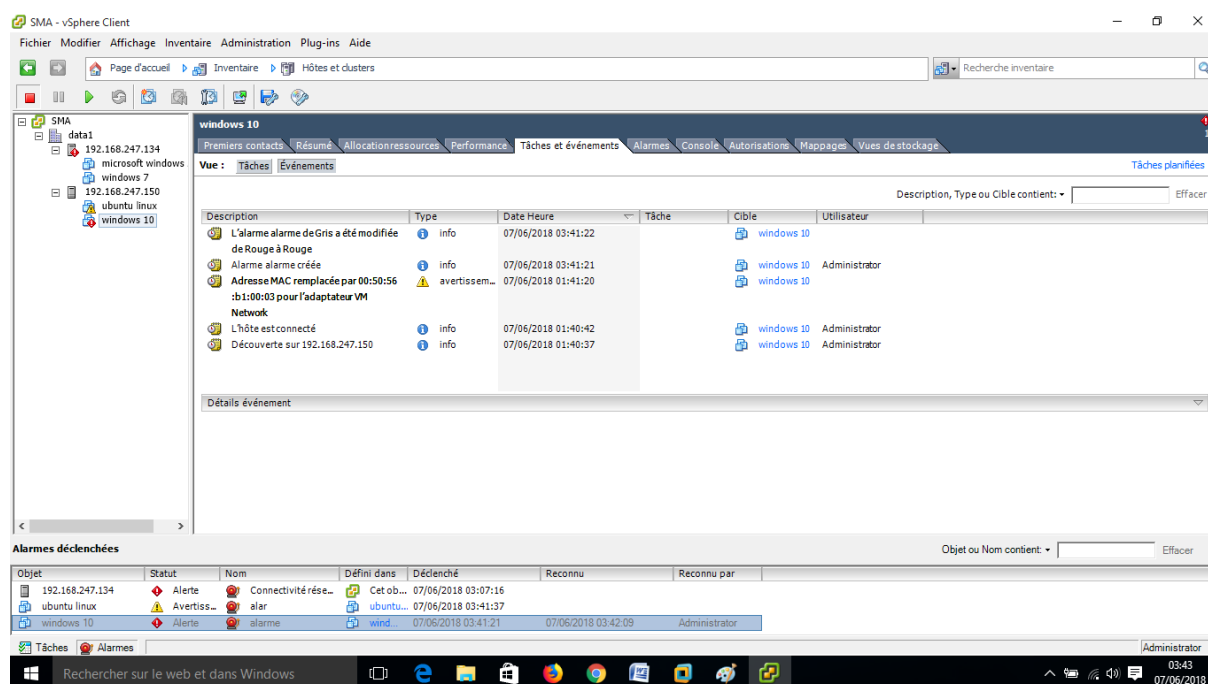 SMA - vSphere Client
Fichier Modifier Affichage Inventaire Administration Plug-ins Aide
Page d'accueil Inventaire Hôtes et clusters
Recherche inventaire
SMA
data1
192.168.247.134
microsoft windows
windows 7
192.168.247.150
ubuntu linux
windows 10
windows 10
Premiers contacts Résumé Allocationressources Performance Tâches et événements Alarmes Console Autorisations Mappages Vues de stockage
Vue : Tâches Événements
Tâches planifiées
Description, Type ou Cible contient: Effacer
Description Type Date Heure Tâche Cible Utilisateur
L'alarme alarme de Gris a été modifiée info 07/06/2018 03:41:22 windows 10
de Rouge à Rouge
Alarme alarme créée info 07/06/2018 03:41:21 windows 10 Administrator
Adresse MAC remplacée par 00:50:56 avertissem... 07/06/2018 01:41:20 windows 10
:b1:00:03 pour l'adaptateur VM
Network
L'hôte est connecté info 07/06/2018 01:40:42 windows 10 Administrator
Découverte sur 192.168.247.150 info 07/06/2018 01:40:37 windows 10 Administrator
Détails événement
Alarmes déclenchées
Objet ou Nom contient: Effacer
Objet Statut Nom Défini dans Déclenché Reconnu Reconnu par
192.168.247.134 Alerte Connectivité rése... Cet ob... 07/06/2018 03:07:16
ubuntu linux Avertiss... alar ubuntu... 07/06/2018 03:41:37
windows 10 Alerte alarme wind... 07/06/2018 03:41:21 07/06/2018 03:42:09 Administrator
Tâches Alarmes
Administrator
Rechercher sur le web et dans Windows
03:43
07/06/2018